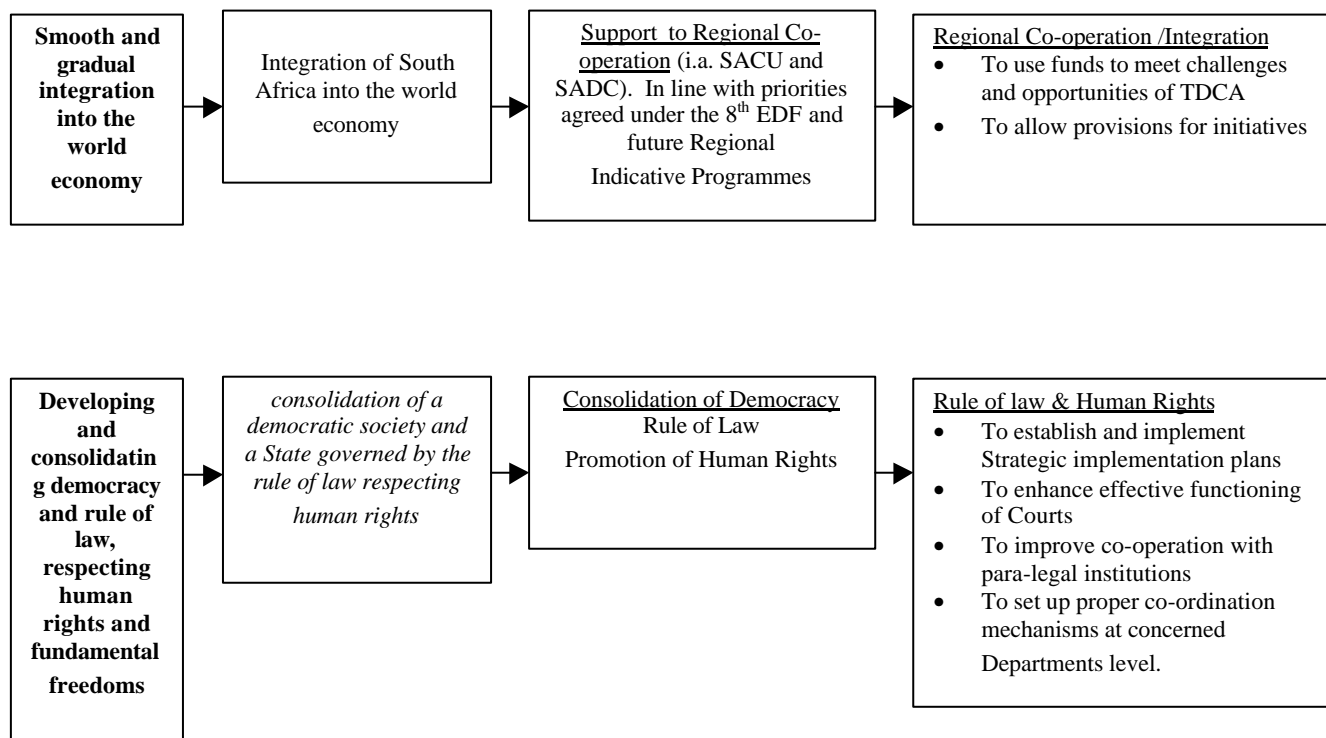 Smooth and
gradual
integration
into the
world
economy
Integration of South
Africa into the world
economy
Support to Regional Co-
operation (i.a. SACU and
SADC). In line with priorities
agreed under the 8th EDF and
future Regional
Indicative Programmes
Regional Co-operation /Integration
• To use funds to meet challenges
and opportunities of TDCA
• To allow provisions for initiatives
Developing
and
consolidatin
g democracy
and rule of
law,
respecting
human
rights and
fundamental
freedoms
consolidation of a
democratic society and
a State governed by the
rule of law respecting
human rights
Consolidation of Democracy
Rule of Law
Promotion of Human Rights
Rule of law & Human Rights
• To establish and implement
Strategic implementation plans
• To enhance effective functioning
of Courts
• To improve co-operation with
para-legal institutions
• To set up proper co-ordination
mechanisms at concerned
Departments level.